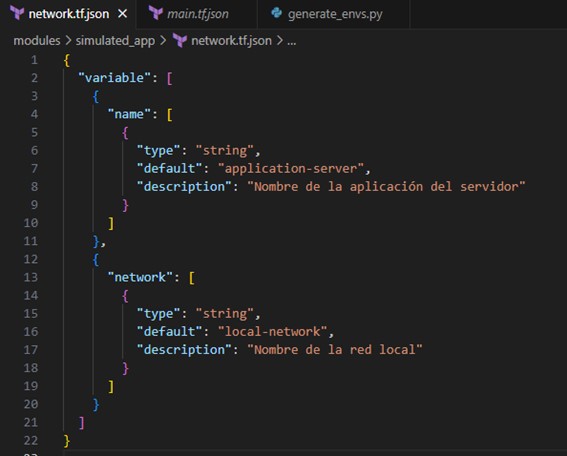 network.tf.json X main.tf.json generate_envs.py
modules > simulated_app > network.tf.json > ...
1 {
2 "variable": [
3 {
4 "name": [
5 {
6 "type": "string",
7 "default": "application-server",
8 "description": "Nombre de la aplicación del servidor"
9 }
10 ]
11 },
12 {
13 "network": [
14 {
15 "type": "string",
16 "default": "local-network",
17 "description": "Nombre de la red local"
18 }
19 ]
20 }
21 ]
22 }
23